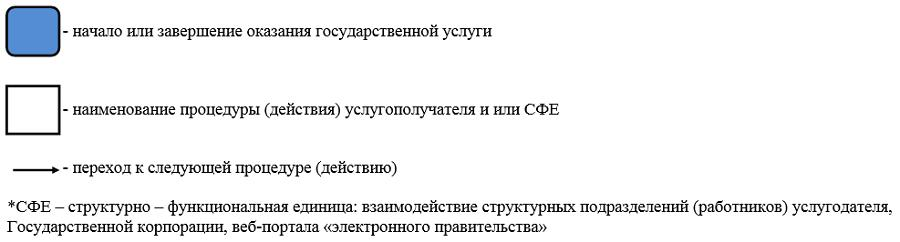 - начало или завершение оказания государственной услуги
- наименование процедуры (действия) услугополучателя и или СФЕ
- переход к следующей процедуре (действию)
*СФЕ – структурно – функциональная единица: взаимодействие структурных подразделений (работников) услугодателя,
Государственной корпорации, веб-портала «электронного правительства»